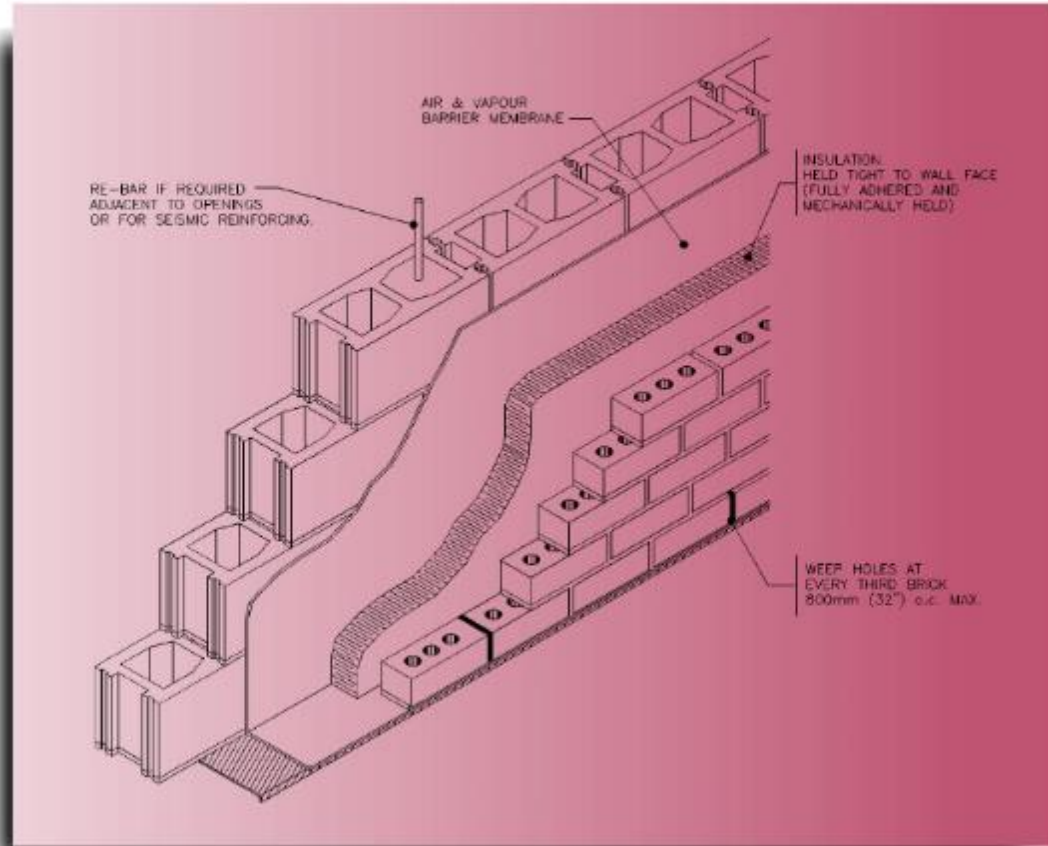 AIR & VAPOUR
BARRIER MEMBRANE
RE-BAR IF REQUIRED
ADJACENT TO OPENINGS
OR FOR SEISMIC REINFORCING.
INSULATION
HELD TIGHT TO WALL FACE
(FULLY ADHERED AND
MECHANICALLY HELD)
WEEP HOLES AT
EVERY THIRD BRICK
800mm (32") o.c. MAX.